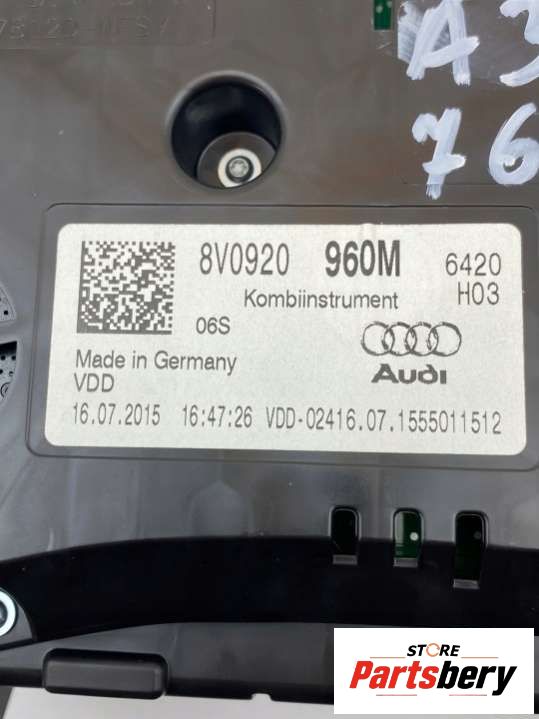 A3
76
8V0920 960M 6420
Kombiinstrument H03
06S
Made in Germany
VDD
Audi
16.07.2015 16:47:26 VDD-02416.07.1555011512
STORE
Partsbery